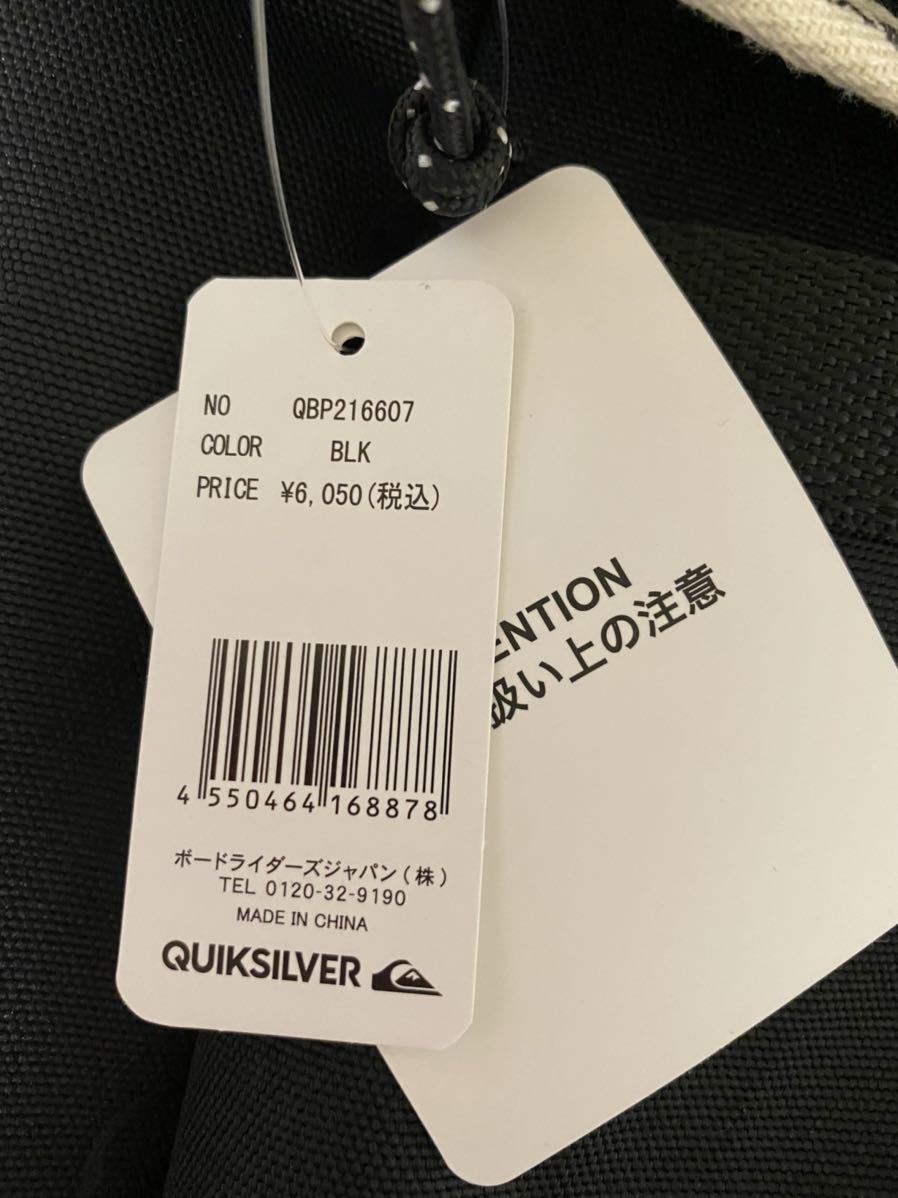 NO QBP216607
COLOR BLK
PRICE ¥6,050(税込)
4 550464 168878
ボードライダーズジャパン(株)
TEL 0120-32-9190
MADE IN CHINA
QUIKSILVER
ENTION
扱い上の注意